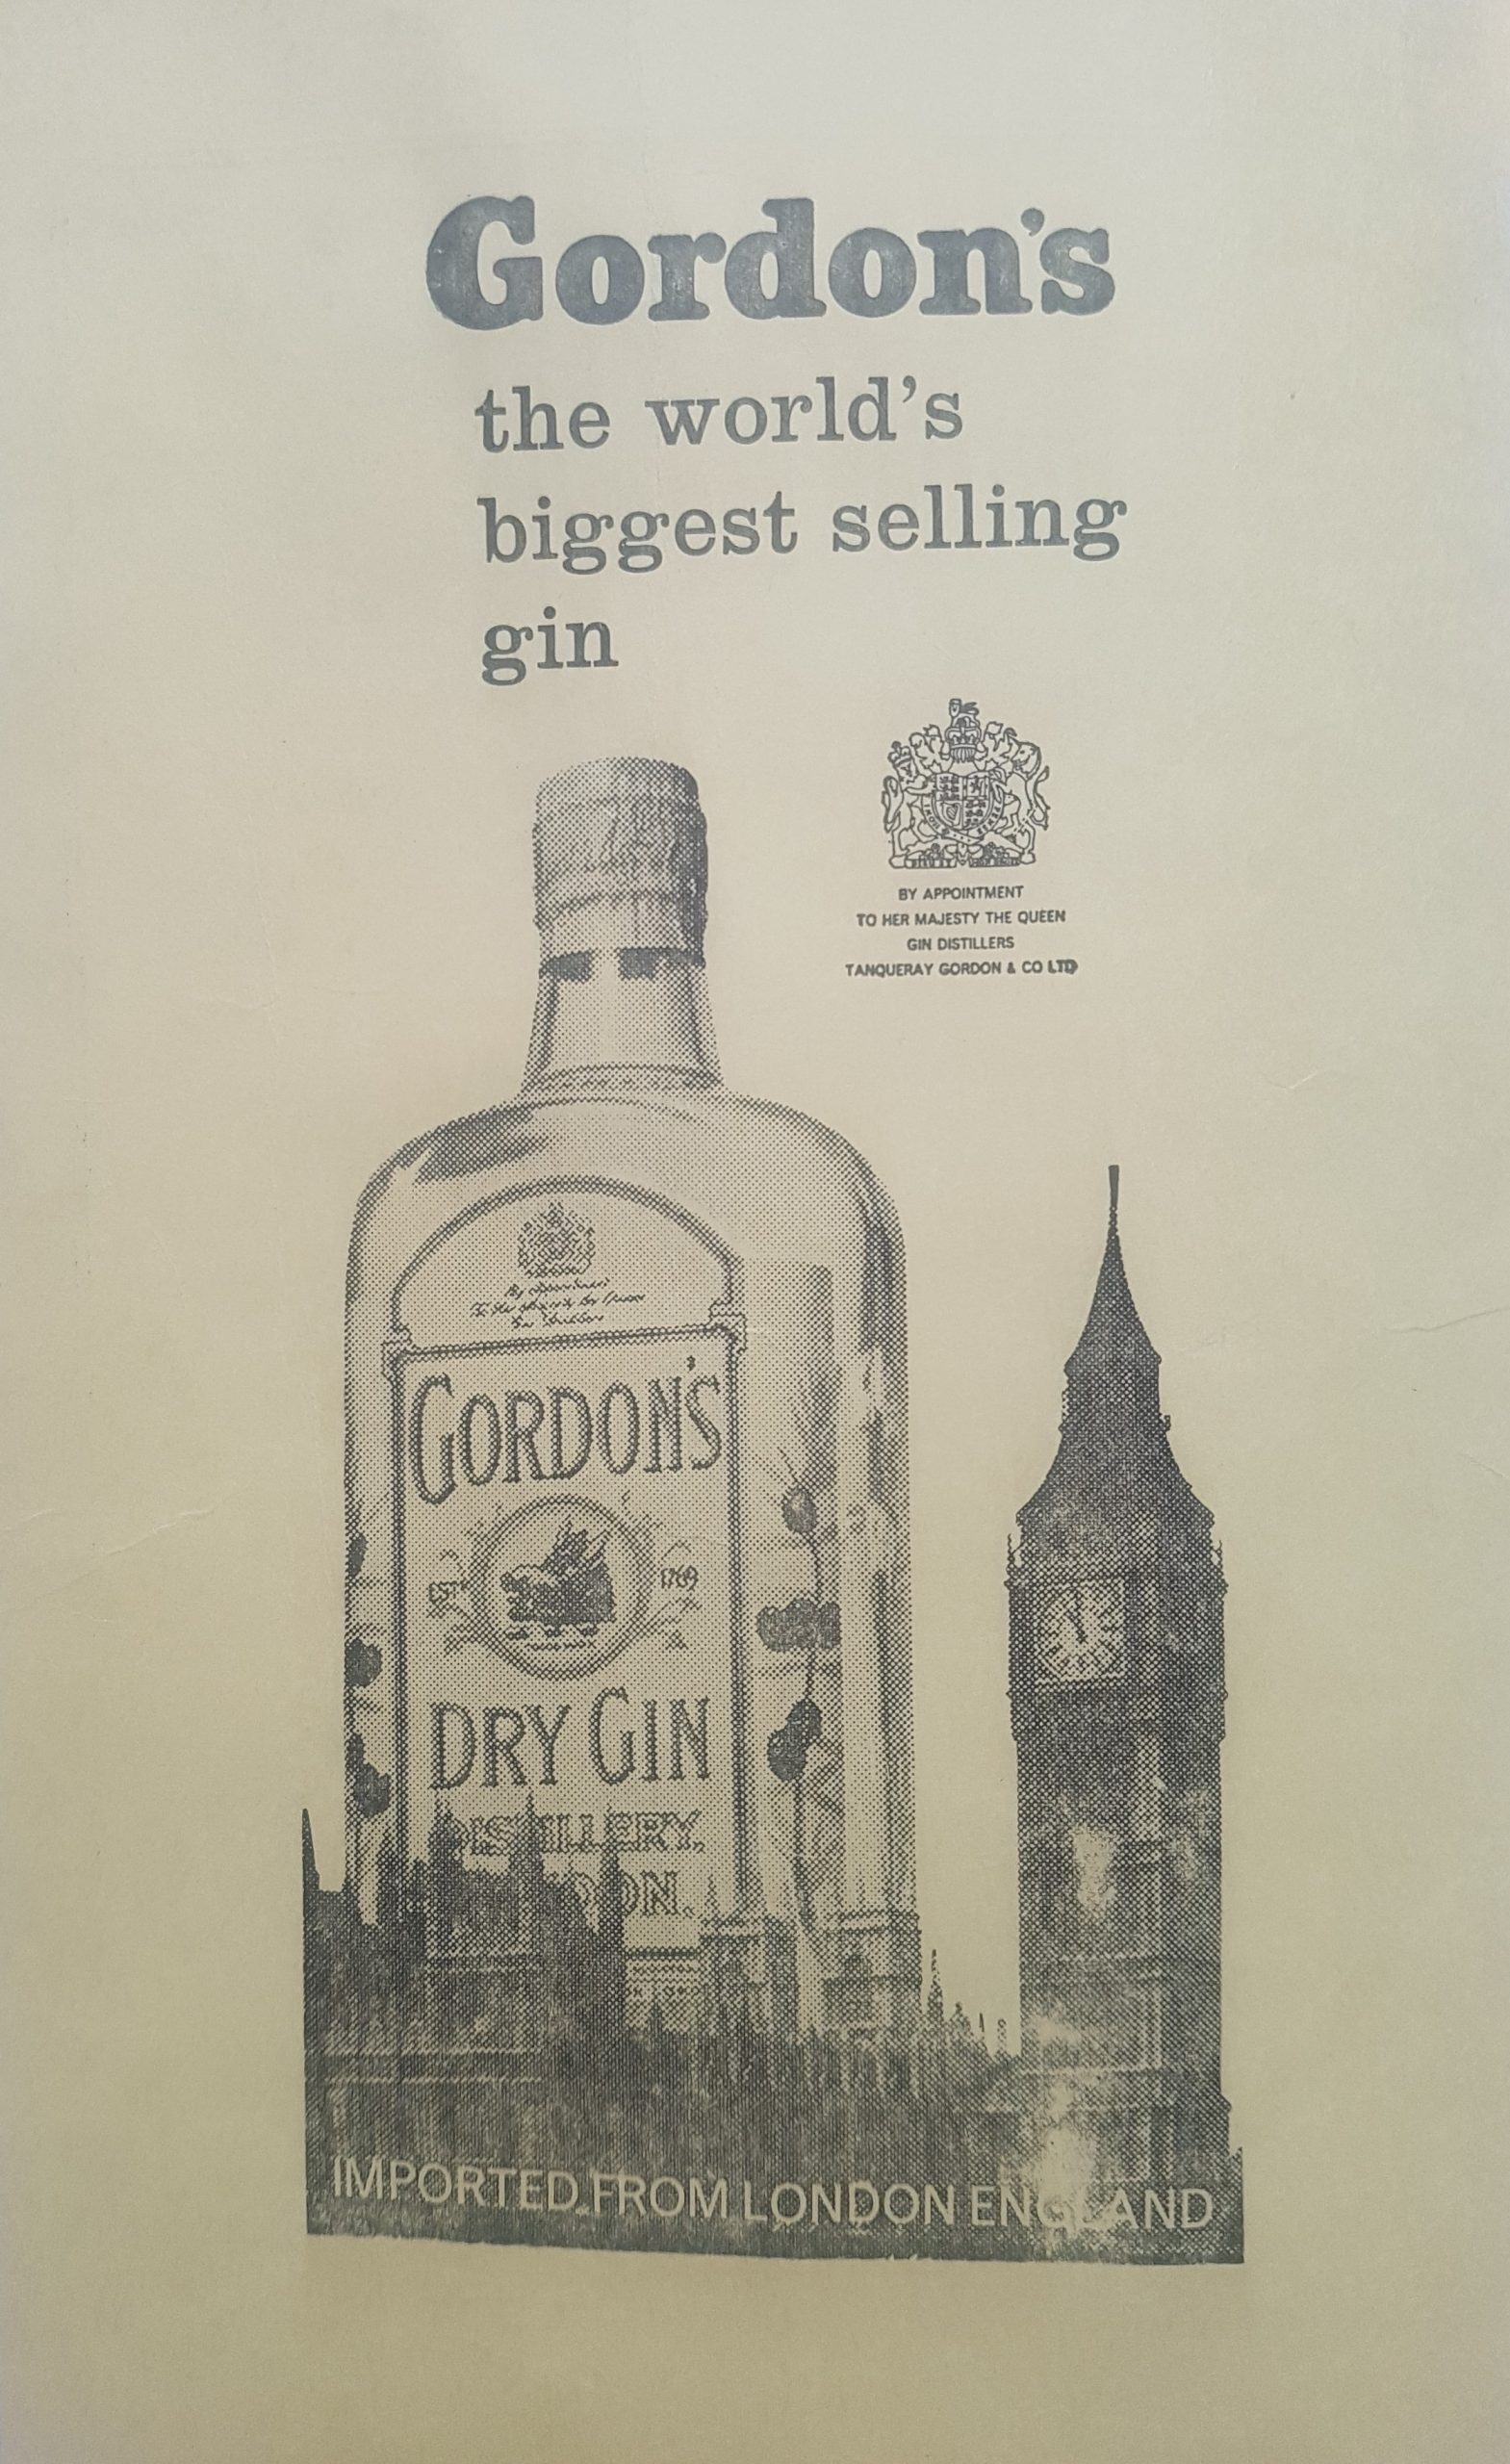 Gordon's
the world's
biggest selling
gin
BY APPOINTMENT
TO HER MAJESTY THE QUEEN
GIN DISTILLERS
TANQUERAY GORDON & CO LTD
GORDON'S
1769
DRY GIN
DISTILLERY,
IMPORTED FROM LONDON ENGLAND